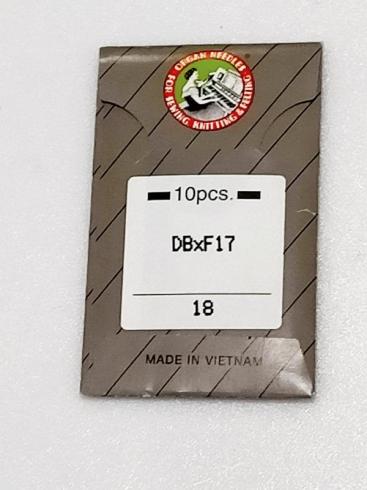 ORGAN NEEDLES
FOR SEWING, KNITTING & FELTING
10pcs.
DBxF17
18
MADE IN VIETNAM